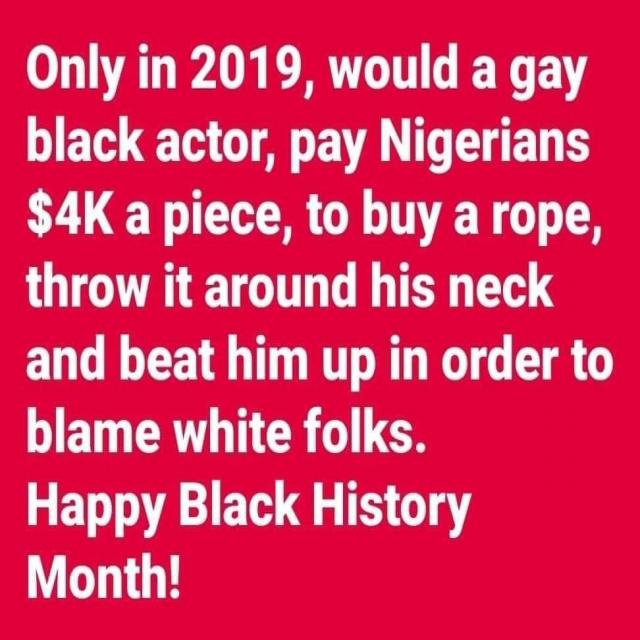 Only in 2019, would a gay
black actor, pay Nigerians
$4K a piece, to buy a rope,
throw it around his neck
and beat him up in order to
blame white folks.
Happy Black History
Month!